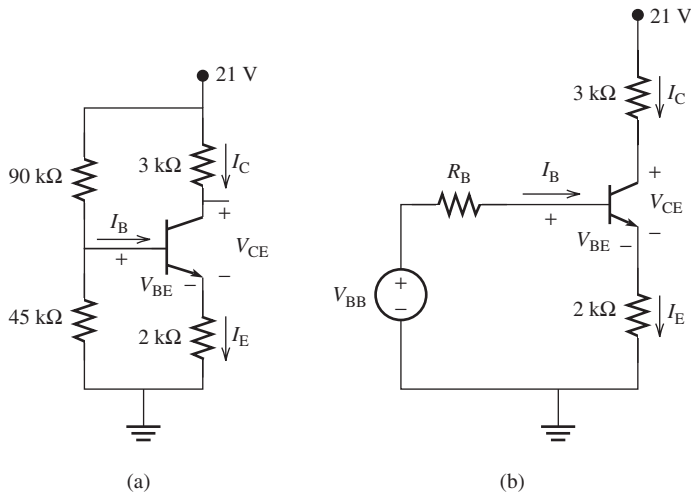 21 V
3 kΩ
I_C
90 kΩ
+
I_B
+
V_CE
V_BE
−
−
45 kΩ
2 kΩ
I_E
(a)
21 V
3 kΩ
I_C
R_B
I_B
+
+
V_CE
V_BE
−
−
V_BB
+
−
2 kΩ
I_E
(b)